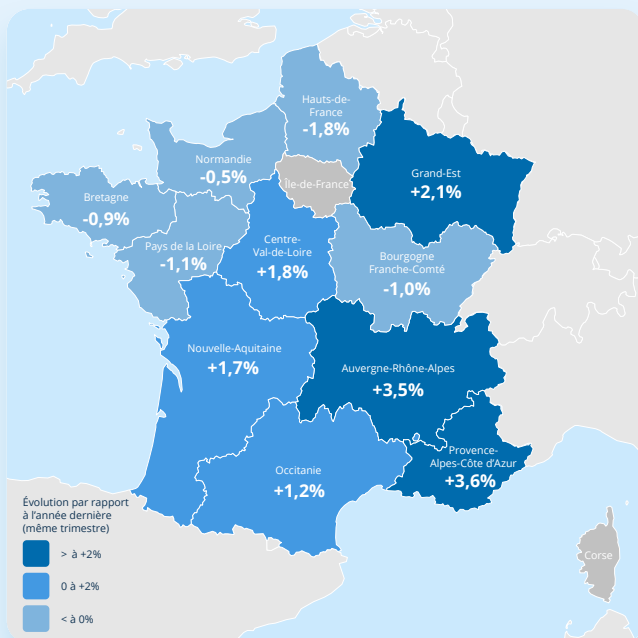 Hauts-de-
France
-1,8%
Normandie
-0,5%
Île-de-France
Grand-Est
+2,1%
Bretagne
-0,9%
Pays de la Loire
-1,1%
Centre-
Val-de-Loire
+1,8%
Bourgogne
Franche-Comté
-1,0%
Nouvelle-Aquitaine
+1,7%
Auvergne-Rhône-Alpes
+3,5%
Provence-
Alpes-Côte d'Azur
+3,6%
Occitanie
+1,2%
Corse
Évolution par rapport
à l'année dernière
(même trimestre)
> à +2%
0 à +2%
< à 0%